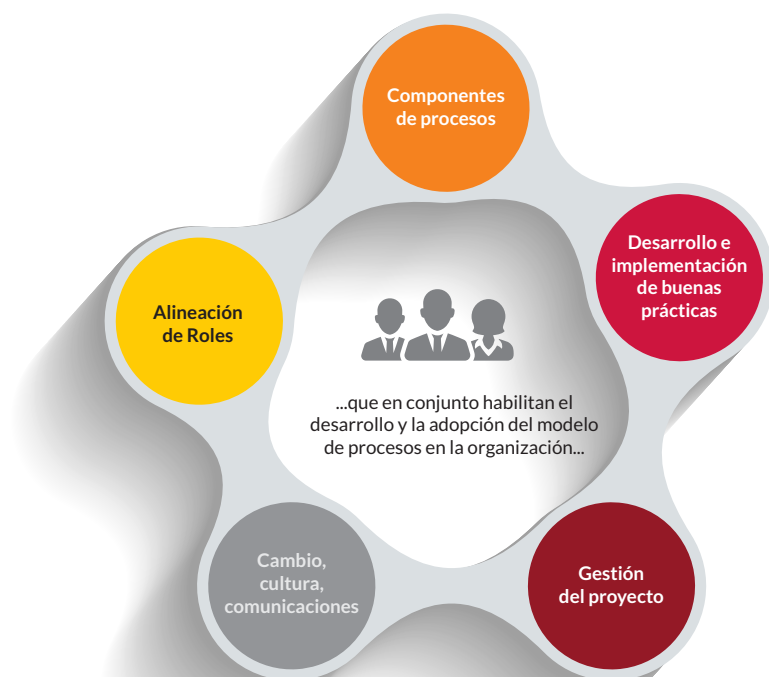 Componentes
de procesos
Desarrollo e
implementación
de buenas
prácticas
Alineación
de Roles
...que en conjunto habilitan el
desarrollo y la adopción del modelo
de procesos en la organización...
Cambio,
cultura,
comunicaciones
Gestión
del proyecto